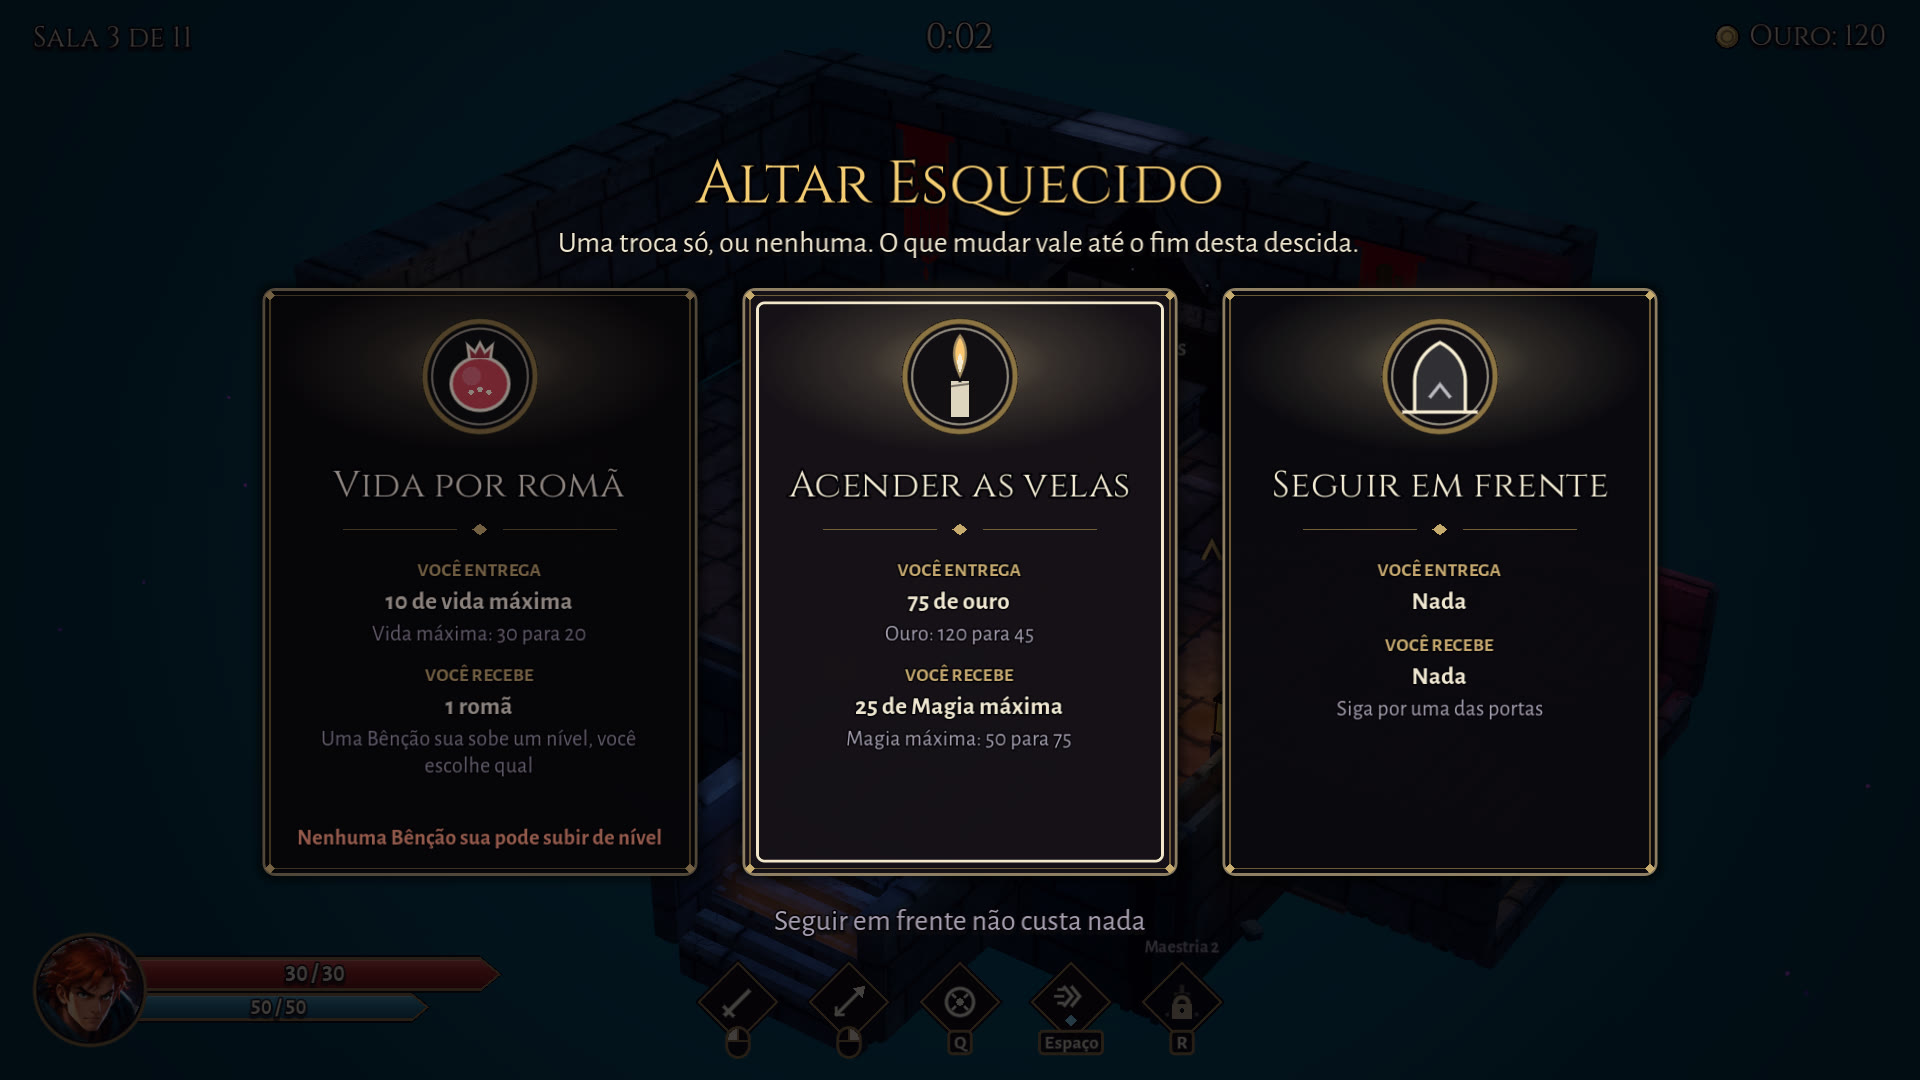 Sala 3 de 11
0:02
Ouro: 120
Altar Esquecido
Uma troca só, ou nenhuma. O que mudar vale até o fim desta descida.
Vida por romã
VOCÊ ENTREGA
10 de vida máxima
Vida máxima: 30 para 20
VOCÊ RECEBE
1 romã
Uma Bênção sua sobe um nível, você
escolhe qual
Nenhuma Bênção sua pode subir de nível
Acender as velas
VOCÊ ENTREGA
75 de ouro
Ouro: 120 para 45
VOCÊ RECEBE
25 de Magia máxima
Magia máxima: 50 para 75
Seguir em frente
VOCÊ ENTREGA
Nada
VOCÊ RECEBE
Nada
Siga por uma das portas
Seguir em frente não custa nada
30/30
50/50
Maestria 2
Q
Espaço
R